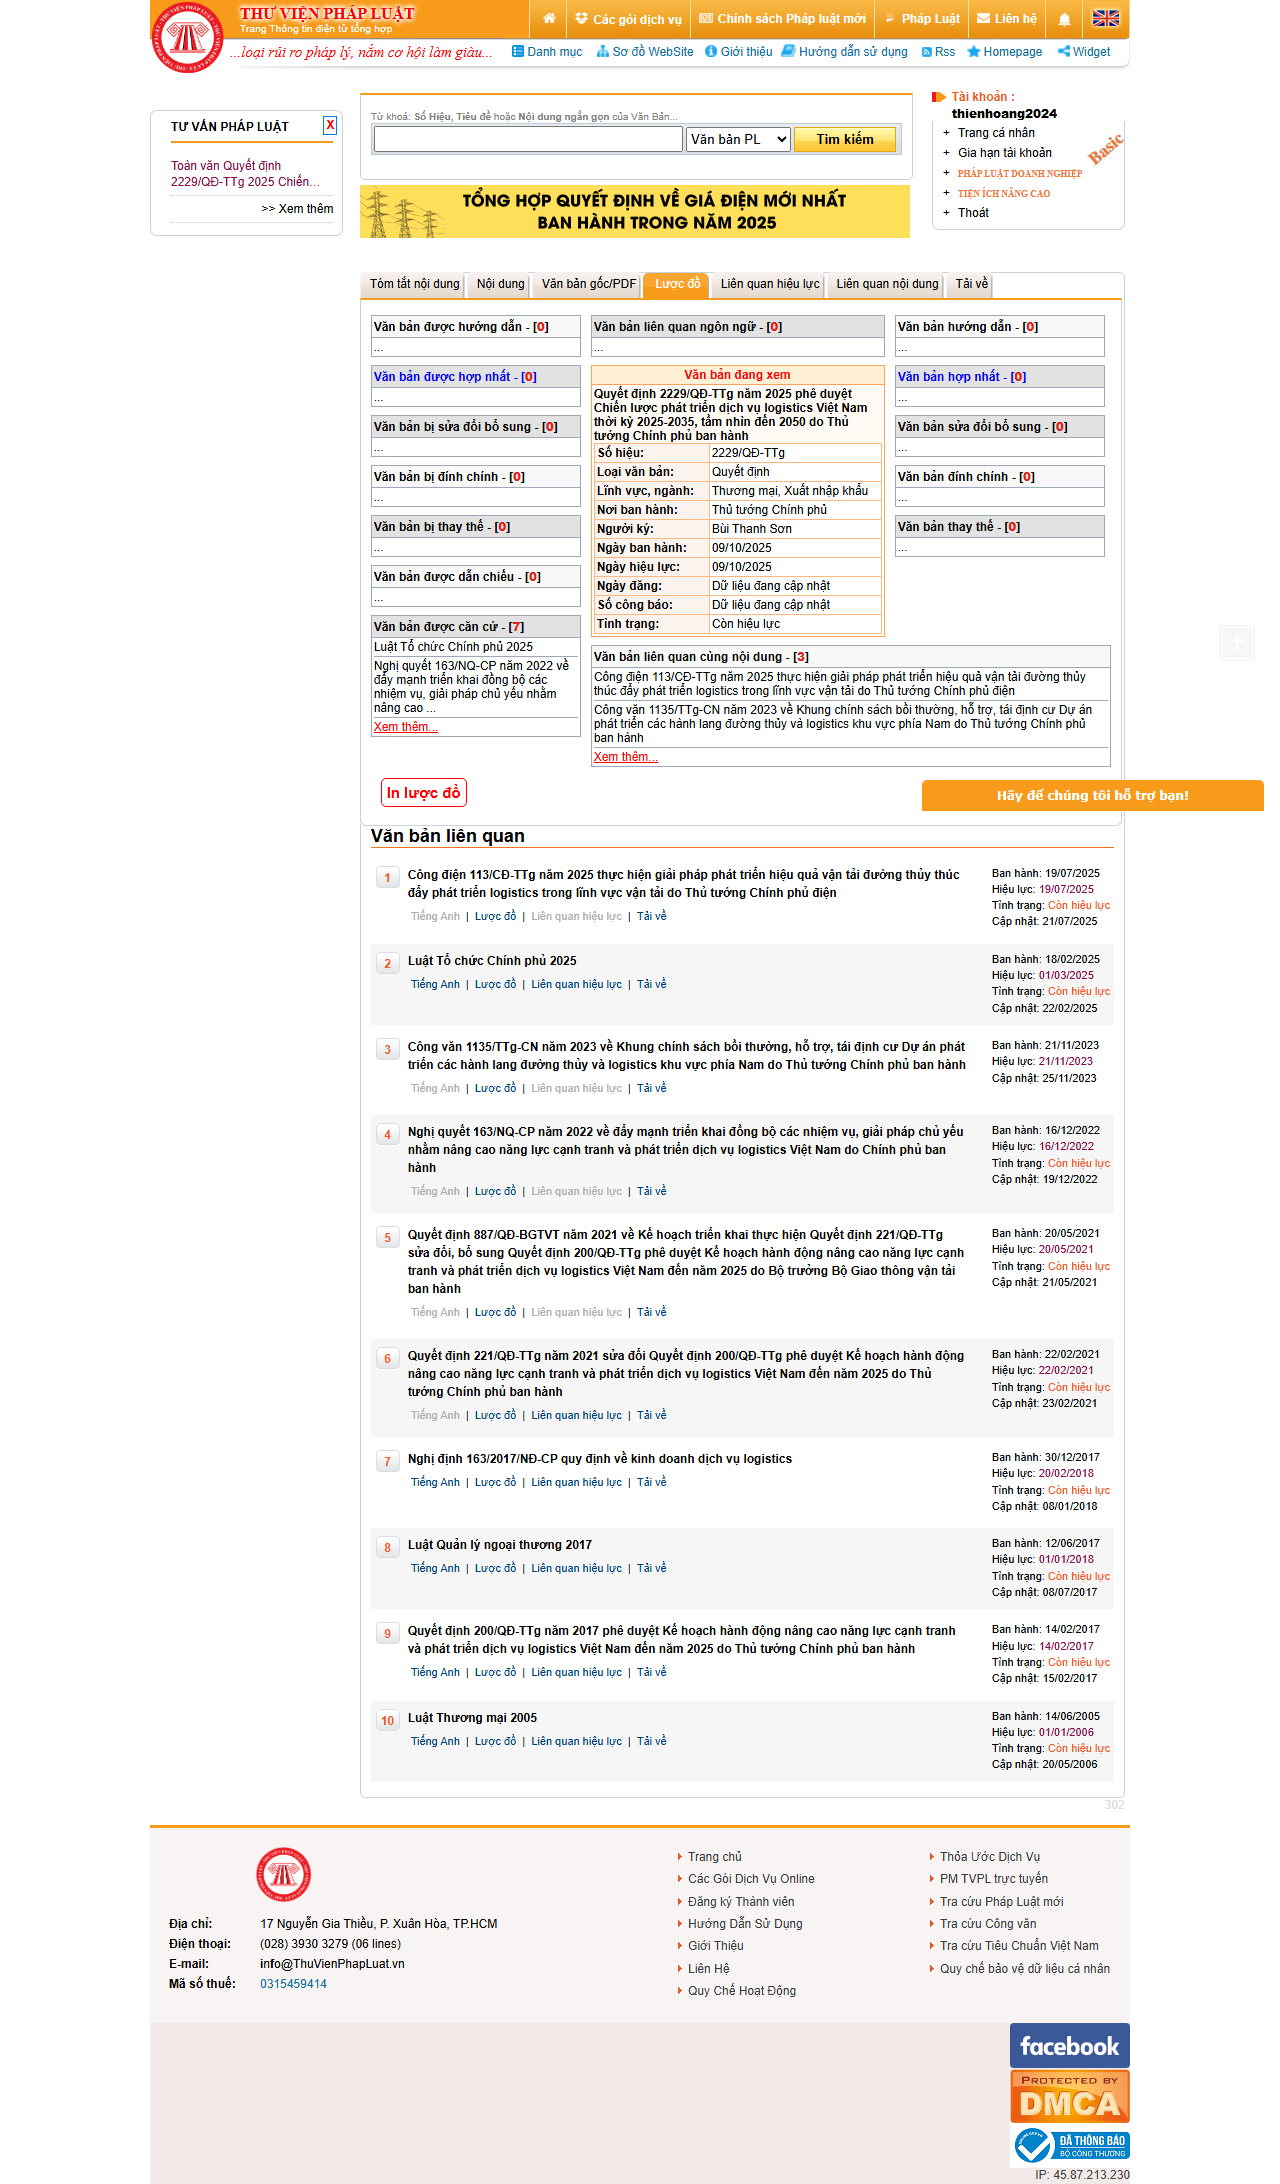 THƯ VIỆN PHÁP LUẬT
Trang Thông tin điện tử tổng hợp
Các gói dịch vụ
Chính sách Pháp luật mới
Pháp Luật
Liên hệ
...loại rủi ro pháp lý, nắm cơ hội làm giàu...
Danh mục
Sơ đồ WebSite
Giới thiệu
Hướng dẫn sử dụng
Rss
Homepage
Widget
TƯ VẤN PHÁP LUẬT
X
Toàn văn Quyết định
2229/QĐ-TTg 2025 Chiến...
>> Xem thêm
Từ khoá: Số Hiệu, Tiêu đề hoặc Nội dung ngắn gọn của Văn Bản...
Văn bản PL
Tìm kiếm
TỔNG HỢP QUYẾT ĐỊNH VỀ GIÁ ĐIỆN MỚI NHẤT
BAN HÀNH TRONG NĂM 2025
Tài khoản :
thienhoang2024
+ Trang cá nhân
+ Gia hạn tài khoản
+ PHÁP LUẬT DOANH NGHIỆP
+ TIỆN ÍCH NÂNG CAO
+ Thoát
Basic
Tóm tắt nội dung
Nội dung
Văn bản gốc/PDF
Lược đồ
Liên quan hiệu lực
Liên quan nội dung
Tải về
Văn bản được hướng dẫn - [0]
...
Văn bản được hợp nhất - [0]
...
Văn bản bị sửa đổi bổ sung - [0]
...
Văn bản bị đính chính - [0]
...
Văn bản bị thay thế - [0]
...
Văn bản được dẫn chiếu - [0]
...
Văn bản được căn cứ - [7]
Luật Tổ chức Chính phủ 2025
Nghị quyết 163/NQ-CP năm 2022 về
đẩy mạnh triển khai đồng bộ các
nhiệm vụ, giải pháp chủ yếu nhằm
nâng cao ...
Xem thêm...
Văn bản liên quan ngôn ngữ - [0]
...
Văn bản đang xem
Quyết định 2229/QĐ-TTg năm 2025 phê duyệt
Chiến lược phát triển dịch vụ logistics Việt Nam
thời kỳ 2025-2035, tầm nhìn đến 2050 do Thủ
tướng Chính phủ ban hành
Số hiệu: 2229/QĐ-TTg
Loại văn bản: Quyết định
Lĩnh vực, ngành: Thương mại, Xuất nhập khẩu
Nơi ban hành: Thủ tướng Chính phủ
Người ký: Bùi Thanh Sơn
Ngày ban hành: 09/10/2025
Ngày hiệu lực: 09/10/2025
Ngày đăng: Dữ liệu đang cập nhật
Số công báo: Dữ liệu đang cập nhật
Tình trạng: Còn hiệu lực
Văn bản hướng dẫn - [0]
...
Văn bản hợp nhất - [0]
...
Văn bản sửa đổi bổ sung - [0]
...
Văn bản đính chính - [0]
...
Văn bản thay thế - [0]
...
Văn bản liên quan cùng nội dung - [3]
Công điện 113/CĐ-TTg năm 2025 thực hiện giải pháp phát triển hiệu quả vận tải đường thủy
thúc đẩy phát triển logistics trong lĩnh vực vận tải do Thủ tướng Chính phủ điện
Công văn 1135/TTg-CN năm 2023 về Khung chính sách bồi thường, hỗ trợ, tái định cư Dự án
phát triển các hành lang đường thủy và logistics khu vực phía Nam do Thủ tướng Chính phủ
ban hành
Xem thêm...
In lược đồ
Hãy để chúng tôi hỗ trợ bạn!
Văn bản liên quan
1
Công điện 113/CĐ-TTg năm 2025 thực hiện giải pháp phát triển hiệu quả vận tải đường thủy thúc
đẩy phát triển logistics trong lĩnh vực vận tải do Thủ tướng Chính phủ điện
Tiếng Anh | Lược đồ | Liên quan hiệu lực | Tải về
Ban hành: 19/07/2025
Hiệu lực: 19/07/2025
Tình trạng: Còn hiệu lực
Cập nhật: 21/07/2025
2
Luật Tổ chức Chính phủ 2025
Tiếng Anh | Lược đồ | Liên quan hiệu lực | Tải về
Ban hành: 18/02/2025
Hiệu lực: 01/03/2025
Tình trạng: Còn hiệu lực
Cập nhật: 22/02/2025
3
Công văn 1135/TTg-CN năm 2023 về Khung chính sách bồi thường, hỗ trợ, tái định cư Dự án phát
triển các hành lang đường thủy và logistics khu vực phía Nam do Thủ tướng Chính phủ ban hành
Tiếng Anh | Lược đồ | Liên quan hiệu lực | Tải về
Ban hành: 21/11/2023
Hiệu lực: 21/11/2023
Cập nhật: 25/11/2023
4
Nghị quyết 163/NQ-CP năm 2022 về đẩy mạnh triển khai đồng bộ các nhiệm vụ, giải pháp chủ yếu
nhằm nâng cao năng lực cạnh tranh và phát triển dịch vụ logistics Việt Nam do Chính phủ ban
hành
Tiếng Anh | Lược đồ | Liên quan hiệu lực | Tải về
Ban hành: 16/12/2022
Hiệu lực: 16/12/2022
Tình trạng: Còn hiệu lực
Cập nhật: 19/12/2022
5
Quyết định 887/QĐ-BGTVT năm 2021 về Kế hoạch triển khai thực hiện Quyết định 221/QĐ-TTg
sửa đổi, bổ sung Quyết định 200/QĐ-TTg phê duyệt Kế hoạch hành động nâng cao năng lực cạnh
tranh và phát triển dịch vụ logistics Việt Nam đến năm 2025 do Bộ trưởng Bộ Giao thông vận tải
ban hành
Tiếng Anh | Lược đồ | Liên quan hiệu lực | Tải về
Ban hành: 20/05/2021
Hiệu lực: 20/05/2021
Tình trạng: Còn hiệu lực
Cập nhật: 21/05/2021
6
Quyết định 221/QĐ-TTg năm 2021 sửa đổi Quyết định 200/QĐ-TTg phê duyệt Kế hoạch hành động
nâng cao năng lực cạnh tranh và phát triển dịch vụ logistics Việt Nam đến năm 2025 do Thủ
tướng Chính phủ ban hành
Tiếng Anh | Lược đồ | Liên quan hiệu lực | Tải về
Ban hành: 22/02/2021
Hiệu lực: 22/02/2021
Tình trạng: Còn hiệu lực
Cập nhật: 23/02/2021
7
Nghị định 163/2017/NĐ-CP quy định về kinh doanh dịch vụ logistics
Tiếng Anh | Lược đồ | Liên quan hiệu lực | Tải về
Ban hành: 30/12/2017
Hiệu lực: 20/02/2018
Tình trạng: Còn hiệu lực
Cập nhật: 08/01/2018
8
Luật Quản lý ngoại thương 2017
Tiếng Anh | Lược đồ | Liên quan hiệu lực | Tải về
Ban hành: 12/06/2017
Hiệu lực: 01/01/2018
Tình trạng: Còn hiệu lực
Cập nhật: 08/07/2017
9
Quyết định 200/QĐ-TTg năm 2017 phê duyệt Kế hoạch hành động nâng cao năng lực cạnh tranh
và phát triển dịch vụ logistics Việt Nam đến năm 2025 do Thủ tướng Chính phủ ban hành
Tiếng Anh | Lược đồ | Liên quan hiệu lực | Tải về
Ban hành: 14/02/2017
Hiệu lực: 14/02/2017
Tình trạng: Còn hiệu lực
Cập nhật: 15/02/2017
10
Luật Thương mại 2005
Tiếng Anh | Lược đồ | Liên quan hiệu lực | Tải về
Ban hành: 14/06/2005
Hiệu lực: 01/01/2006
Tình trạng: Còn hiệu lực
Cập nhật: 20/05/2006
302
Địa chỉ: 17 Nguyễn Gia Thiều, P. Xuân Hòa, TP.HCM
Điện thoại: (028) 3930 3279 (06 lines)
E-mail: info@ThuVienPhapLuat.vn
Mã số thuế: 0315459414
Trang chủ
Các Gói Dịch Vụ Online
Đăng ký Thành viên
Hướng Dẫn Sử Dụng
Giới Thiệu
Liên Hệ
Quy Chế Hoạt Động
Thỏa Ước Dịch Vụ
PM TVPL trực tuyến
Tra cứu Pháp Luật mới
Tra cứu Công văn
Tra cứu Tiêu Chuẩn Việt Nam
Quy chế bảo vệ dữ liệu cá nhân
facebook
PROTECTED BY
DMCA
ĐÃ THÔNG BÁO
BỘ CÔNG THƯƠNG
IP: 45.87.213.230